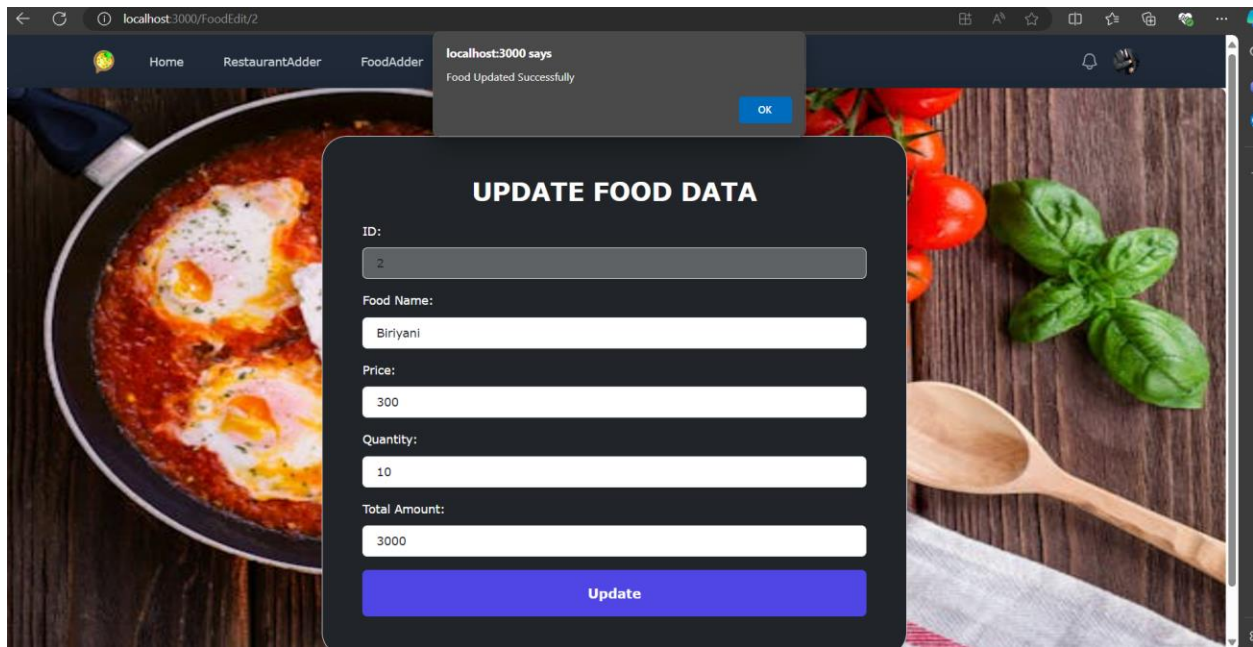 localhost:3000/FoodEdit/2
Home RestaurantAdder FoodAdder
localhost:3000 says
Food Updated Successfully
OK
UPDATE FOOD DATA
ID:
2
Food Name:
Biriyani
Price:
300
Quantity:
10
Total Amount:
3000
Update